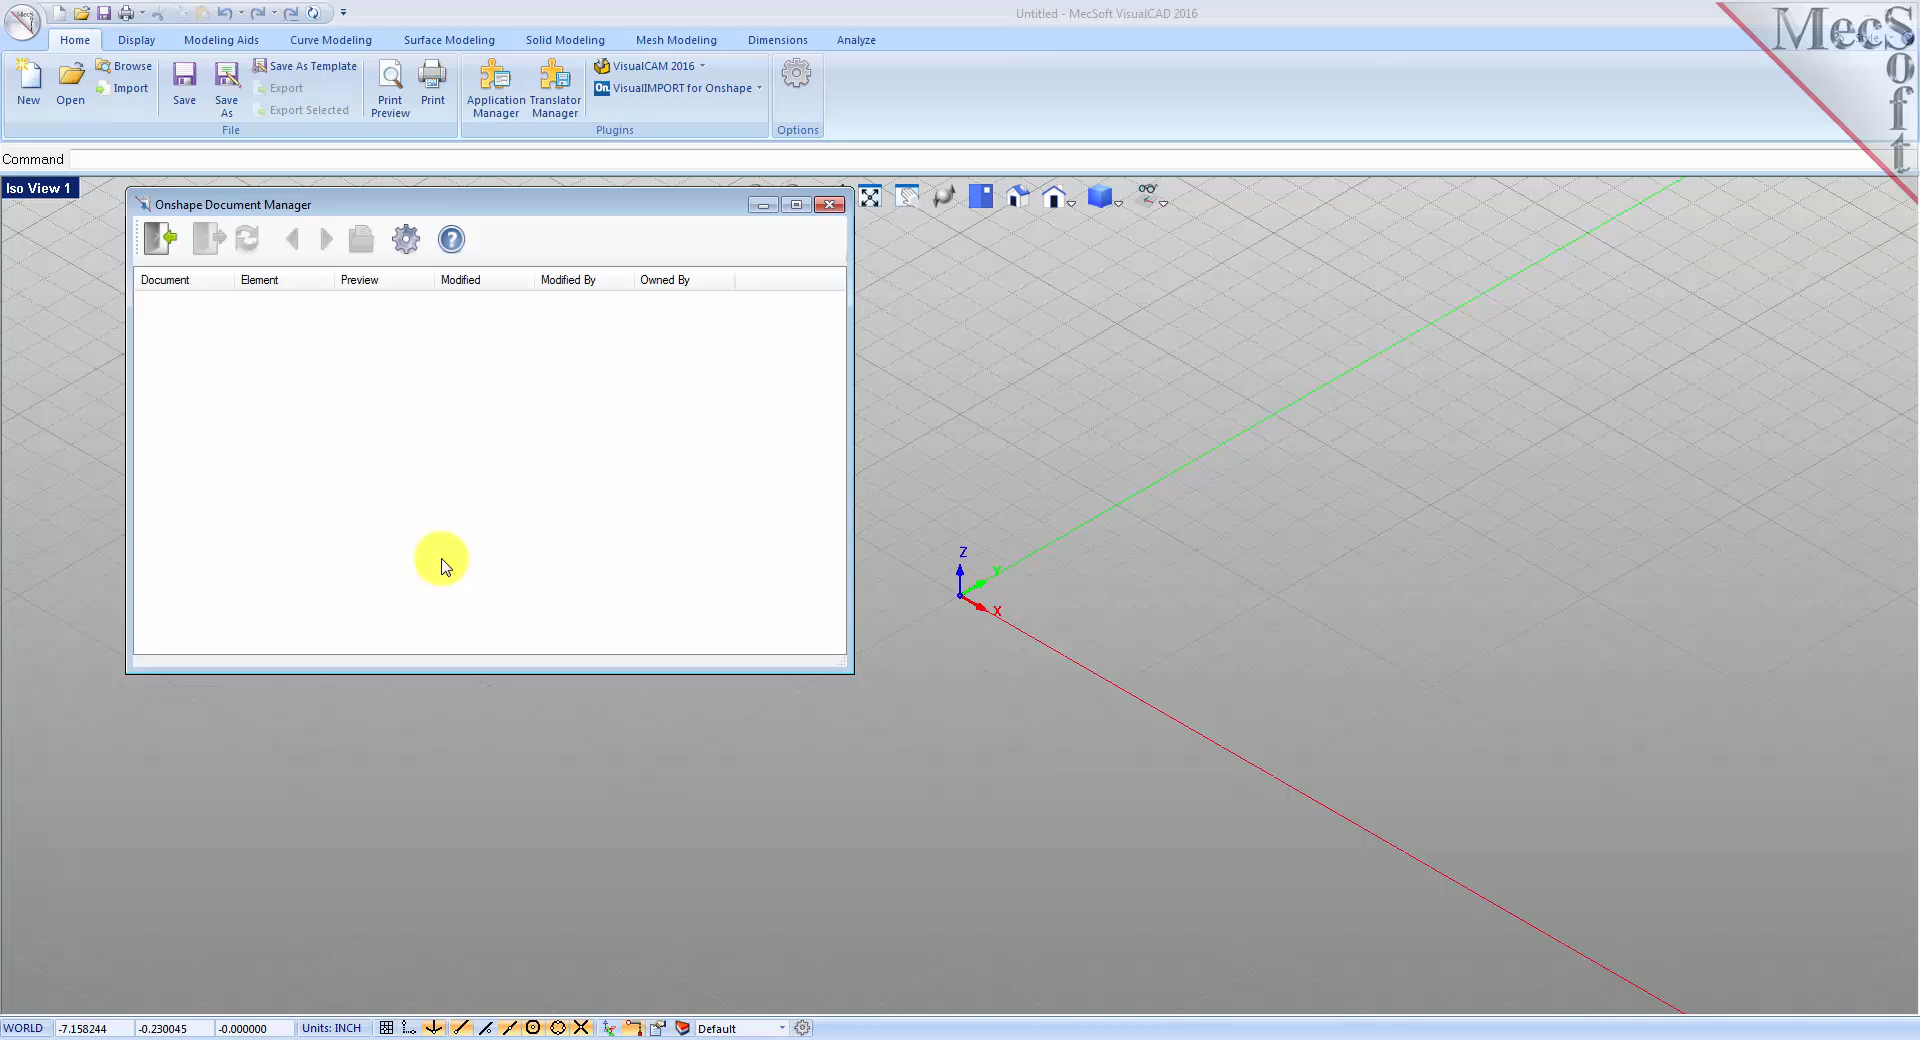 MecS
Untitled - MecSoft VisualCAD 2016
Home Display Modeling Aids Curve Modeling Surface Modeling Solid Modeling Mesh Modeling Dimensions Analyze
New Open Browse Import Save Save As Save As Template Export Export Selected Print Preview Print
Application Manager Translator Manager VisualCAM 2016 On VisualIMPORT for Onshape
File Plugins Options
MecSoft
Command
Iso View 1
Onshape Document Manager
?
Document Element Preview Modified Modified By Owned By
Z
Y
X
WORLD -7.158244 -0.230045 -0.000000 Units: INCH Default